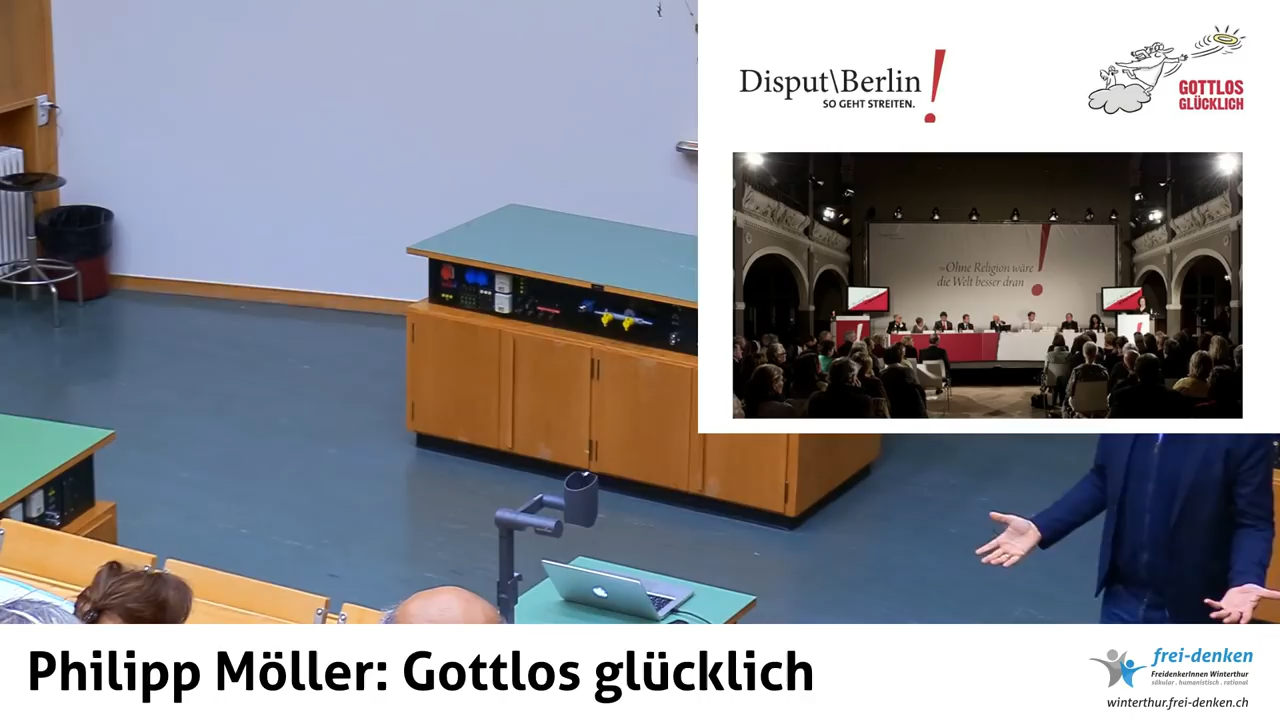 Disput\Berlin!
SO GEHT STREITEN.
GOTTLOS
GLÜCKLICH
»Ohne Religion wäre
die Welt besser dran!
Philipp Möller: Gottlos glücklich
frei-denken
FreidenkerInnen Winterthur
säkular . humanistisch . rational
winterthur.frei-denken.ch